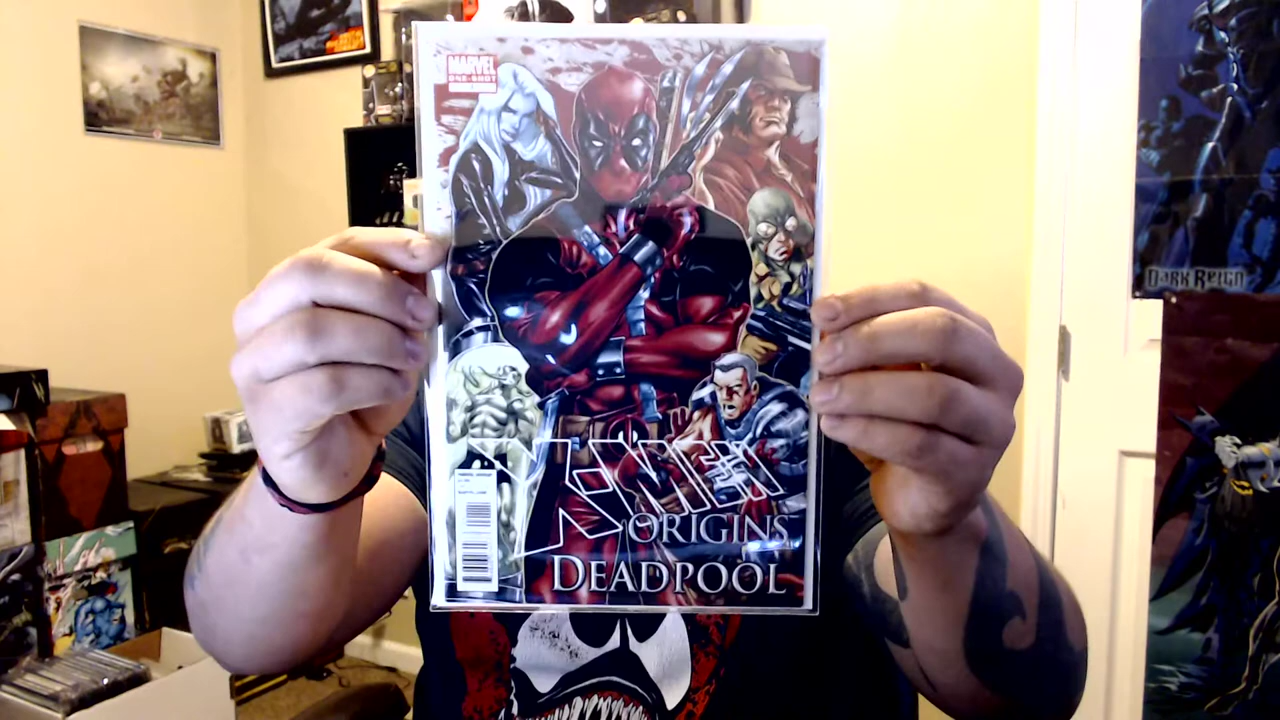 MARVEL
ONE-SHOT
X-MEN
ORIGINS
DEADPOOL
DARK REIGN